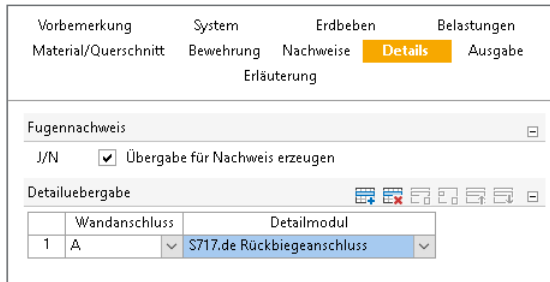 Vorbemerkung System Erdbeben Belastungen
Material/Querschnitt Bewehrung Nachweise Details Ausgabe
Erläuterung
Fugennachweis
J/N Übergabe für Nachweis erzeugen
Detailuebergabe
Wandanschluss Detailmodul
1 A S717.de Rückbiegeanschluss